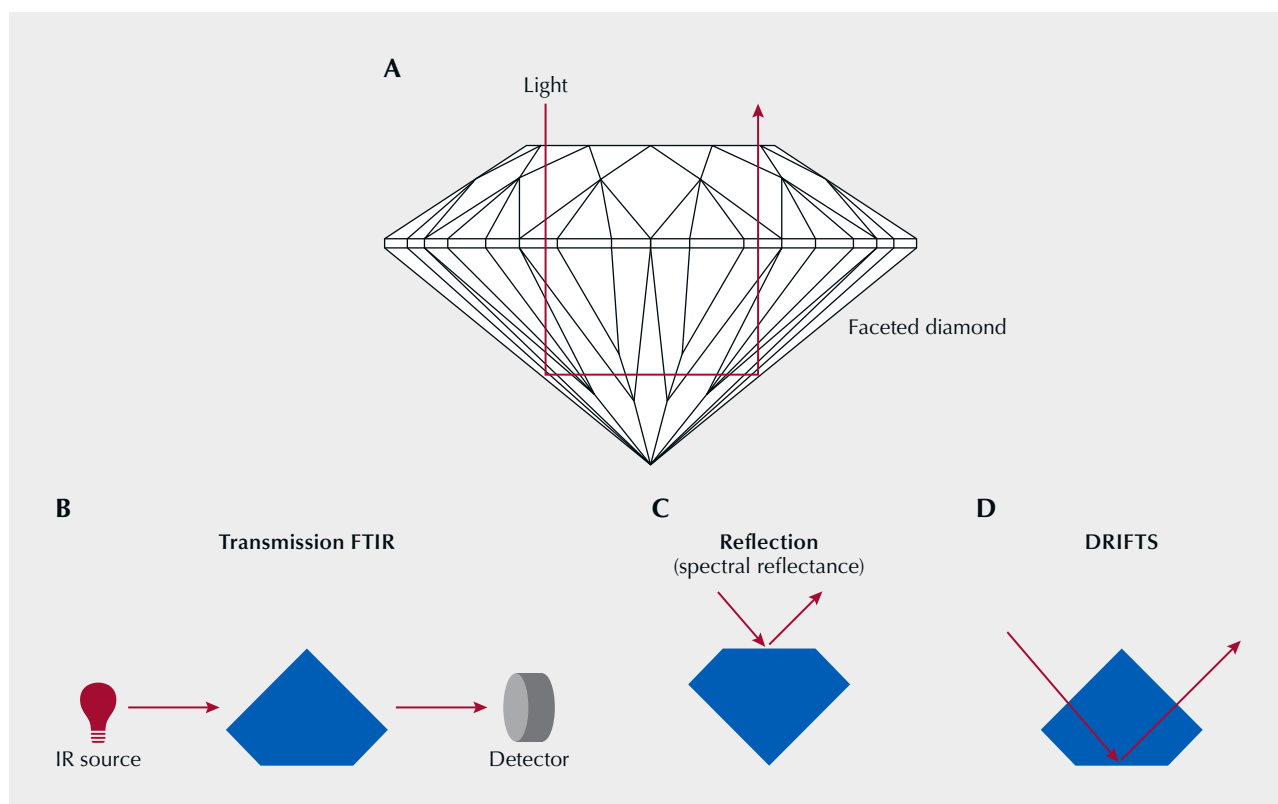 A
Light
Faceted diamond
B
Transmission FTIR
IR source
Detector
C
Reflection
(spectral reflectance)
D
DRIFTS